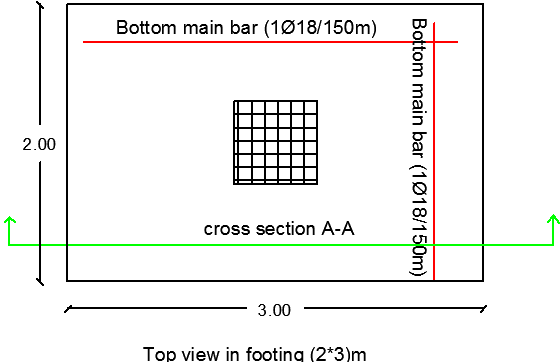 Bottom main bar (1Ø18/150m)
Bottom main bar (1Ø18/150m)
2.00
cross section A-A
3.00
Top view in footing (2*3)m